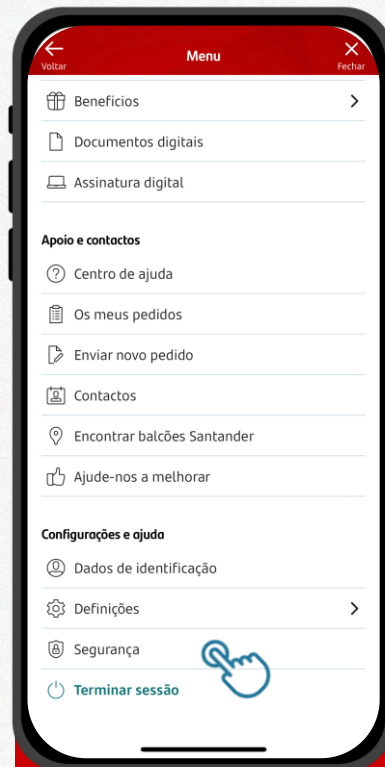 Menu
Voltar
Fechar
Benefícios
Documentos digitais
Assinatura digital
Apoio e contactos
Centro de ajuda
Os meus pedidos
Enviar novo pedido
Contactos
Encontrar balcões Santander
Ajude-nos a melhorar
Configurações e ajuda
Dados de identificação
Definições
Segurança
Terminar sessão